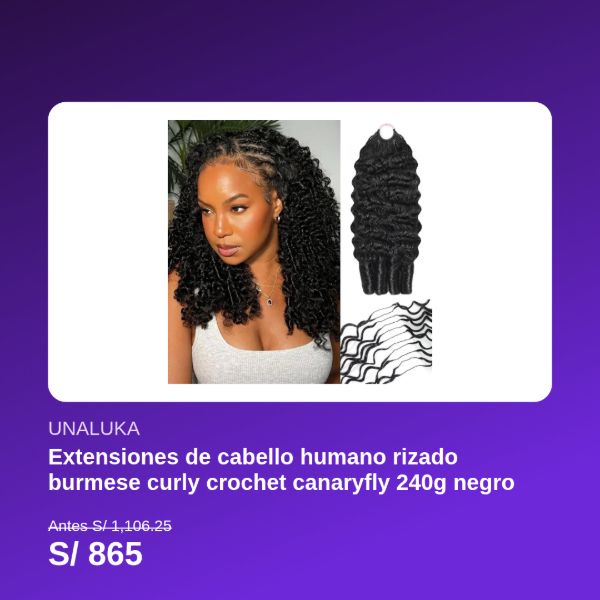 UNALUKA
Extensiones de cabello humano rizado
burmese curly crochet canaryfly 240g negro
Antes S/ 1,106.25
S/ 865